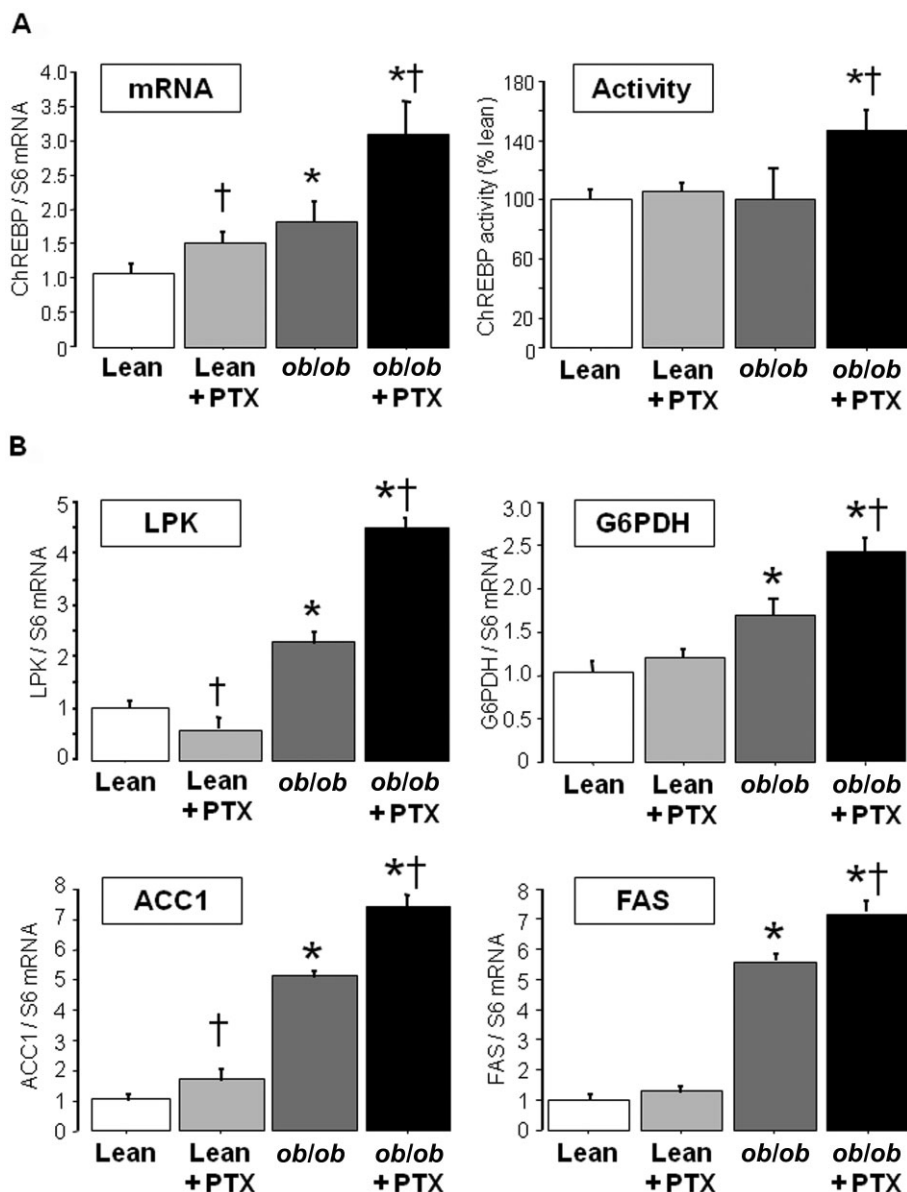 A
mRNA
ChREBP / S6 mRNA
4.0
3.5
3.0
2.5
2.0
1.5
1.0
0.5
0
†
*
*†
Lean
Lean
+PTX
ob/ob
ob/ob
+PTX
Activity
ChREBP activity (% lean)
180
140
100
60
20
0
*†
Lean
Lean
+PTX
ob/ob
ob/ob
+PTX
B
LPK
LPK / S6 mRNA
5
4
3
2
1
0
†
*
*†
Lean
Lean
+PTX
ob/ob
ob/ob
+PTX
G6PDH
G6PDH / S6 mRNA
3.0
2.5
2.0
1.5
1.0
0.5
0
*
*†
Lean
Lean
+PTX
ob/ob
ob/ob
+PTX
ACC1
ACC1 / S6 mRNA
8
7
6
5
4
3
2
1
0
†
*
*†
Lean
Lean
+PTX
ob/ob
ob/ob
+PTX
FAS
FAS / S6 mRNA
8
7
6
5
4
3
2
1
0
*
*†
Lean
Lean
+PTX
ob/ob
ob/ob
+PTX